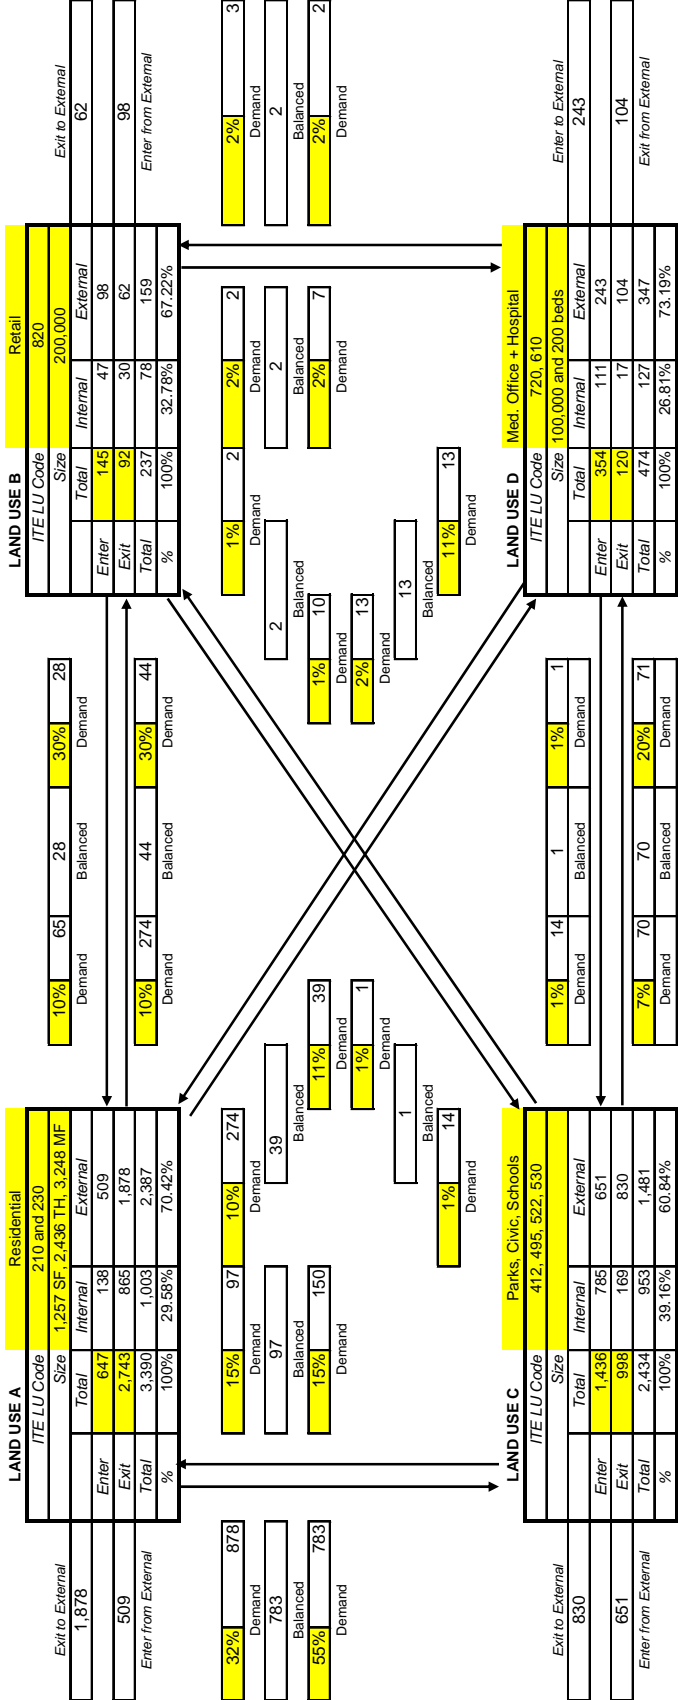 LAND USE A Residential
ITE LU Code 210 and 230
Size 1,257 SF, 2,436 TH, 3,248 MF
Total Internal External
Enter 647 138 509
Exit 2,743 865 1,878
Total 3,390 1,003 2,387
% 100% 29.58% 70.42%
Exit to External
1,878
509
Enter from External
10% 65 28 30% 28
Demand Balanced Demand
10% 274 44 30% 44
Demand Balanced Demand
LAND USE B Retail
ITE LU Code 820
Size 200,000
Total Internal External
Enter 145 47 98
Exit 92 30 62
Total 237 78 159
% 100% 32.78% 67.22%
Exit to External
62
98
Enter from External
32% 878
Demand
783
Balanced
55% 783
Demand
15% 97
Demand
97
Balanced
15% 150
Demand
10% 274
Demand
39
Balanced
11% 39
Demand
1% 1
Demand
1
Balanced
1% 14
Demand
1% 2
Demand
2
Balanced
1% 10
Demand
2% 13
Demand
13
Balanced
11% 13
Demand
2% 2
Demand
2
Balanced
2% 7
Demand
2% 3
Demand
2
Balanced
2% 2
Demand
LAND USE C Parks, Civic, Schools
ITE LU Code 412, 495, 522, 530
Size
Total Internal External
Enter 1,436 785 651
Exit 998 169 830
Total 2,434 953 1,481
% 100% 39.16% 60.84%
Exit to External
830
651
Enter from External
1% 14 1 1% 1
Demand Balanced Demand
7% 70 70 20% 71
Demand Balanced Demand
LAND USE D Med. Office + Hospital
ITE LU Code 720, 610
Size 100,000 and 200 beds
Total Internal External
Enter 354 111 243
Exit 120 17 104
Total 474 127 347
% 100% 26.81% 73.19%
Enter to External
243
104
Exit from External